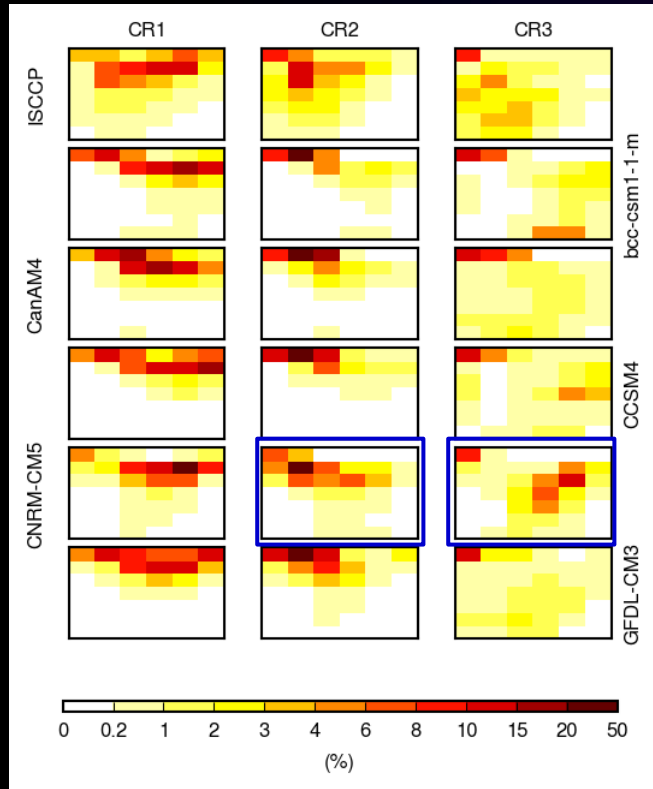 CR1 CR2 CR3
ISCCP
bcc-csm1-1-m
CanAM4
CCSM4
CNRM-CM5
GFDL-CM3
0 0.2 1 2 3 4 6 8 10 15 20 50
(%)